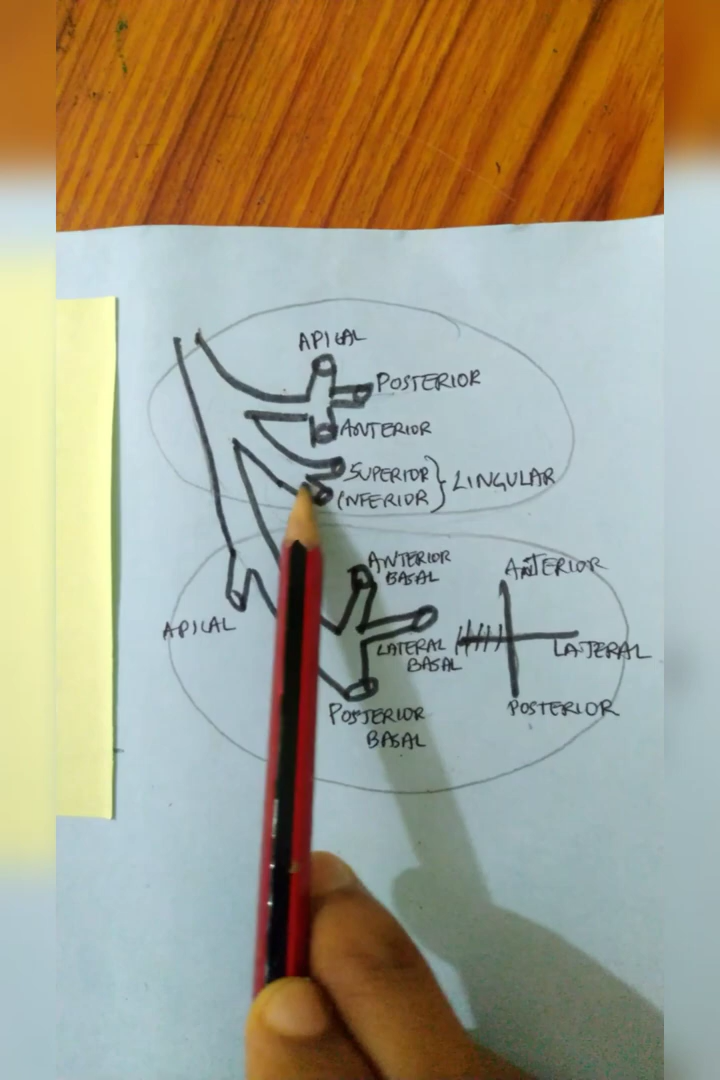 APICAL
POSTERIOR
ANTERIOR
SUPERIOR
INFERIOR
LINGULAR
ANTERIOR
BASAL
APICAL
LATERAL
BASAL
POSTERIOR
BASAL
ANTERIOR
LATERAL
POSTERIOR